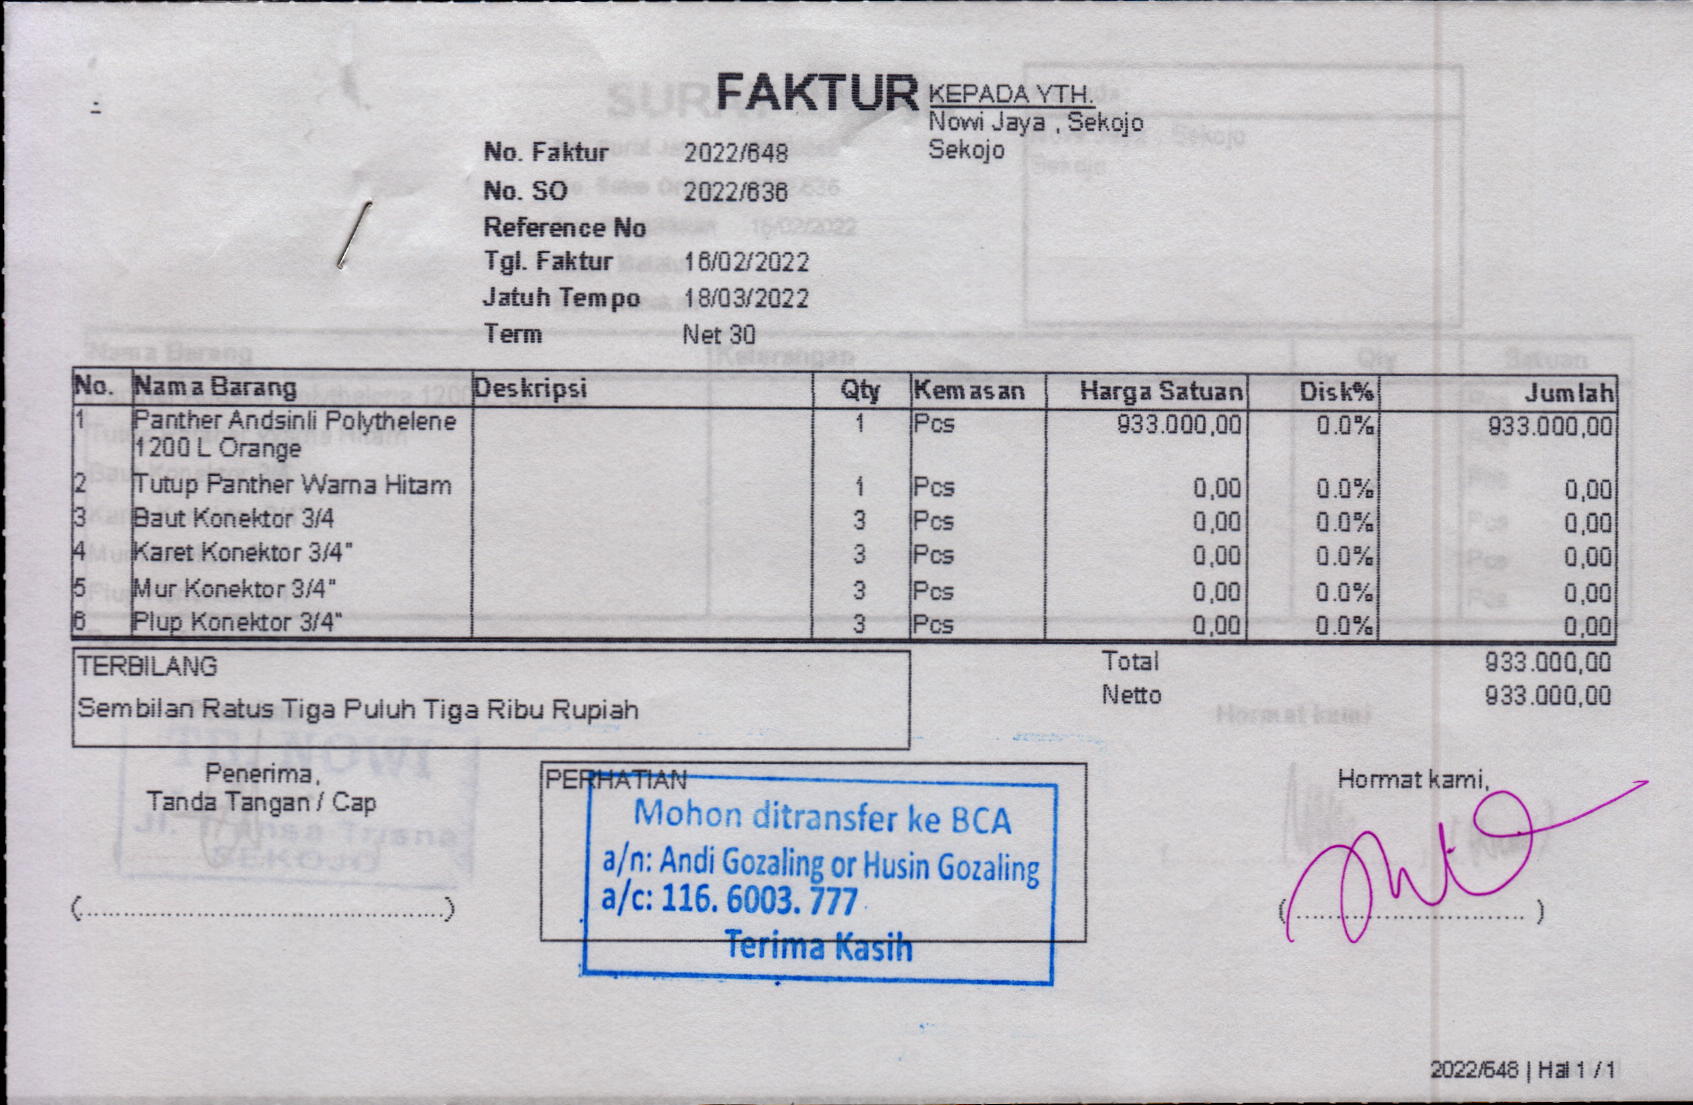 FAKTUR
KEPADA YTH.
Nowi Jaya , Sekojo
Sekojo
No. Faktur 2022/648
No. SO 2022/636
Reference No
Tgl. Faktur 16/02/2022
Jatuh Tempo 18/03/2022
Term Net 30
No. Nama Barang Deskripsi Qty Kemasan Harga Satuan Disk% Jumlah
1 Panther Andsinli Polythelene 1 Pcs 933.000,00 0.0% 933.000,00
1200 L Orange
2 Tutup Panther Warna Hitam 1 Pcs 0,00 0.0% 0,00
3 Baut Konektor 3/4 3 Pcs 0,00 0.0% 0,00
4 Karet Konektor 3/4" 3 Pcs 0,00 0.0% 0,00
5 Mur Konektor 3/4" 3 Pcs 0,00 0.0% 0,00
6 Plup Konektor 3/4" 3 Pcs 0,00 0.0% 0,00
TERBILANG
Sembilan Ratus Tiga Puluh Tiga Ribu Rupiah
Total 933.000,00
Netto 933.000,00
Penerima,
Tanda Tangan / Cap
(..............................................)
PERHATIAN
Mohon ditransfer ke BCA
a/n: Andi Gozaling or Husin Gozaling
a/c: 116. 6003. 777
Terima Kasih
Hormat kami,
(.............................. )
2022/648 | Hal 1 / 1